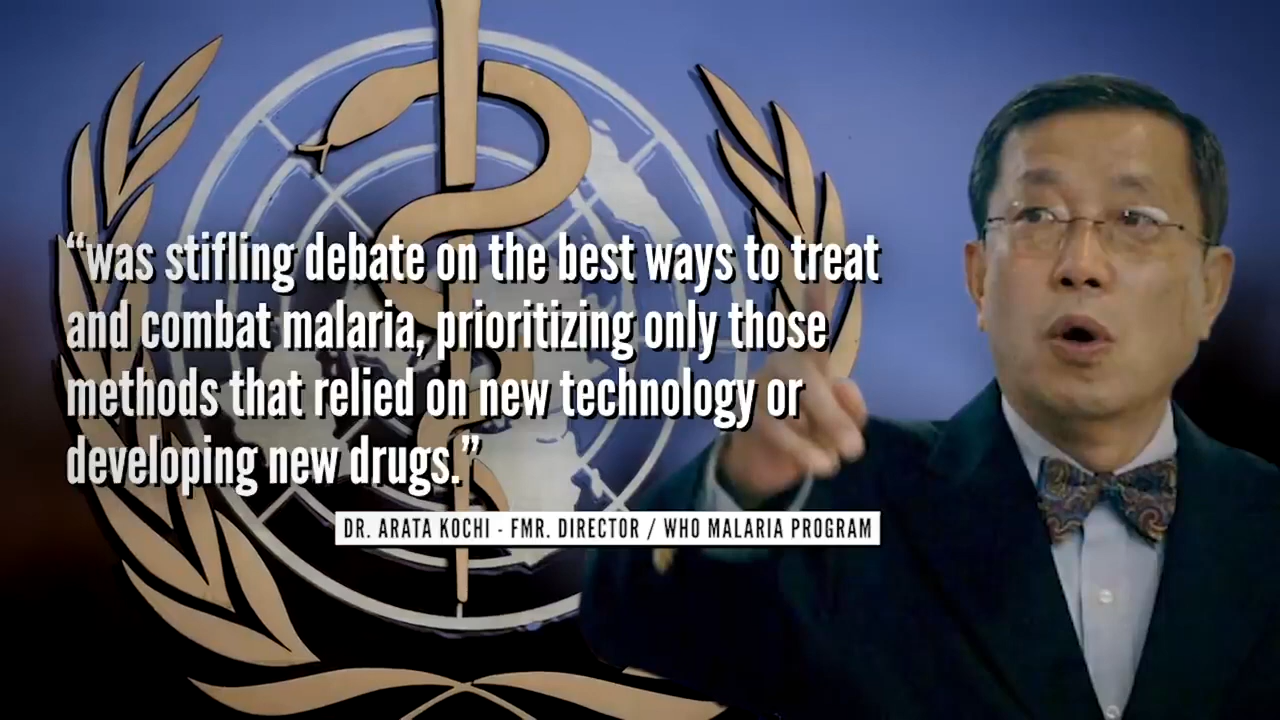 “was stifling debate on the best ways to treat
and combat malaria, prioritizing only those
methods that relied on new technology or
developing new drugs.”
DR. ARATA KOCHI - FMR. DIRECTOR / WHO MALARIA PROGRAM